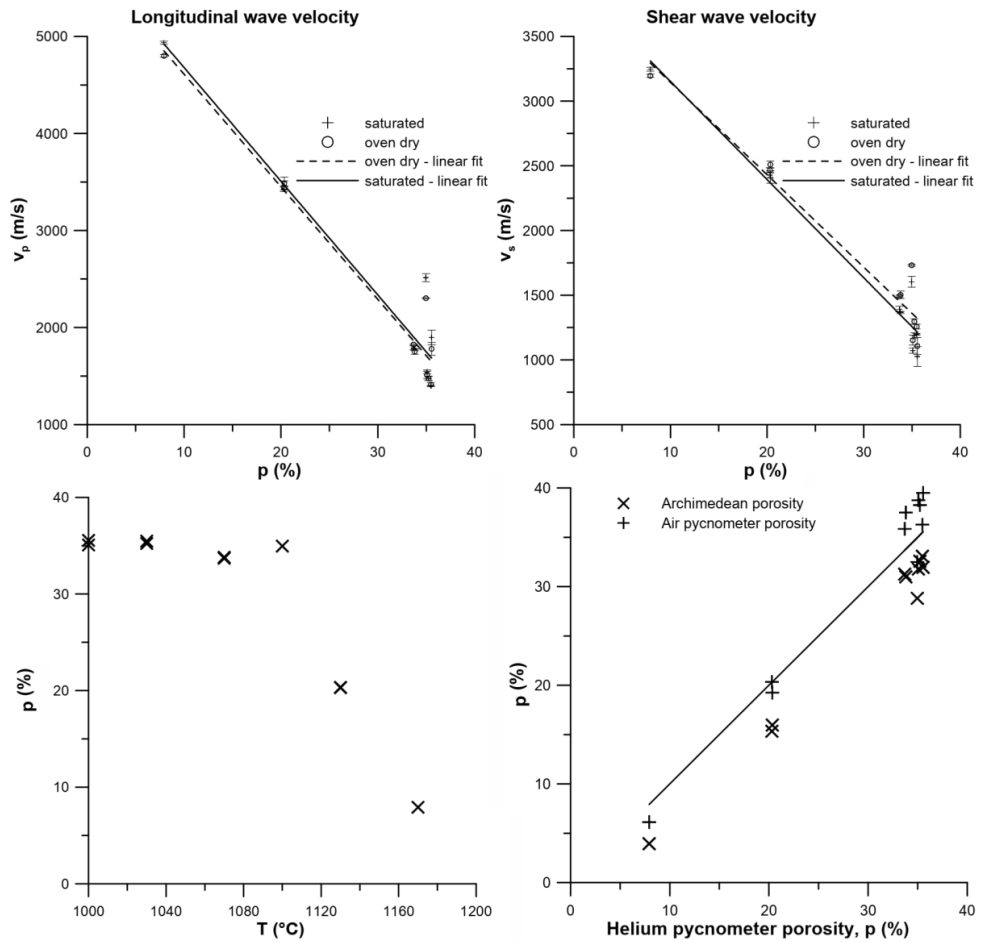 Longitudinal wave velocity
5000
4000
3000
2000
1000
v_p (m/s)
saturated
oven dry
oven dry - linear fit
saturated - linear fit
0 10 20 30 40
p (%)
Shear wave velocity
3500
3000
2500
2000
1500
1000
500
v_s (m/s)
saturated
oven dry
oven dry - linear fit
saturated - linear fit
0 10 20 30 40
p (%)
40
30
20
10
0
p (%)
1000 1040 1080 1120 1160 1200
T (°C)
40
30
20
10
0
p (%)
Archimedean porosity
Air pycnometer porosity
0 10 20 30 40
Helium pycnometer porosity, p (%)